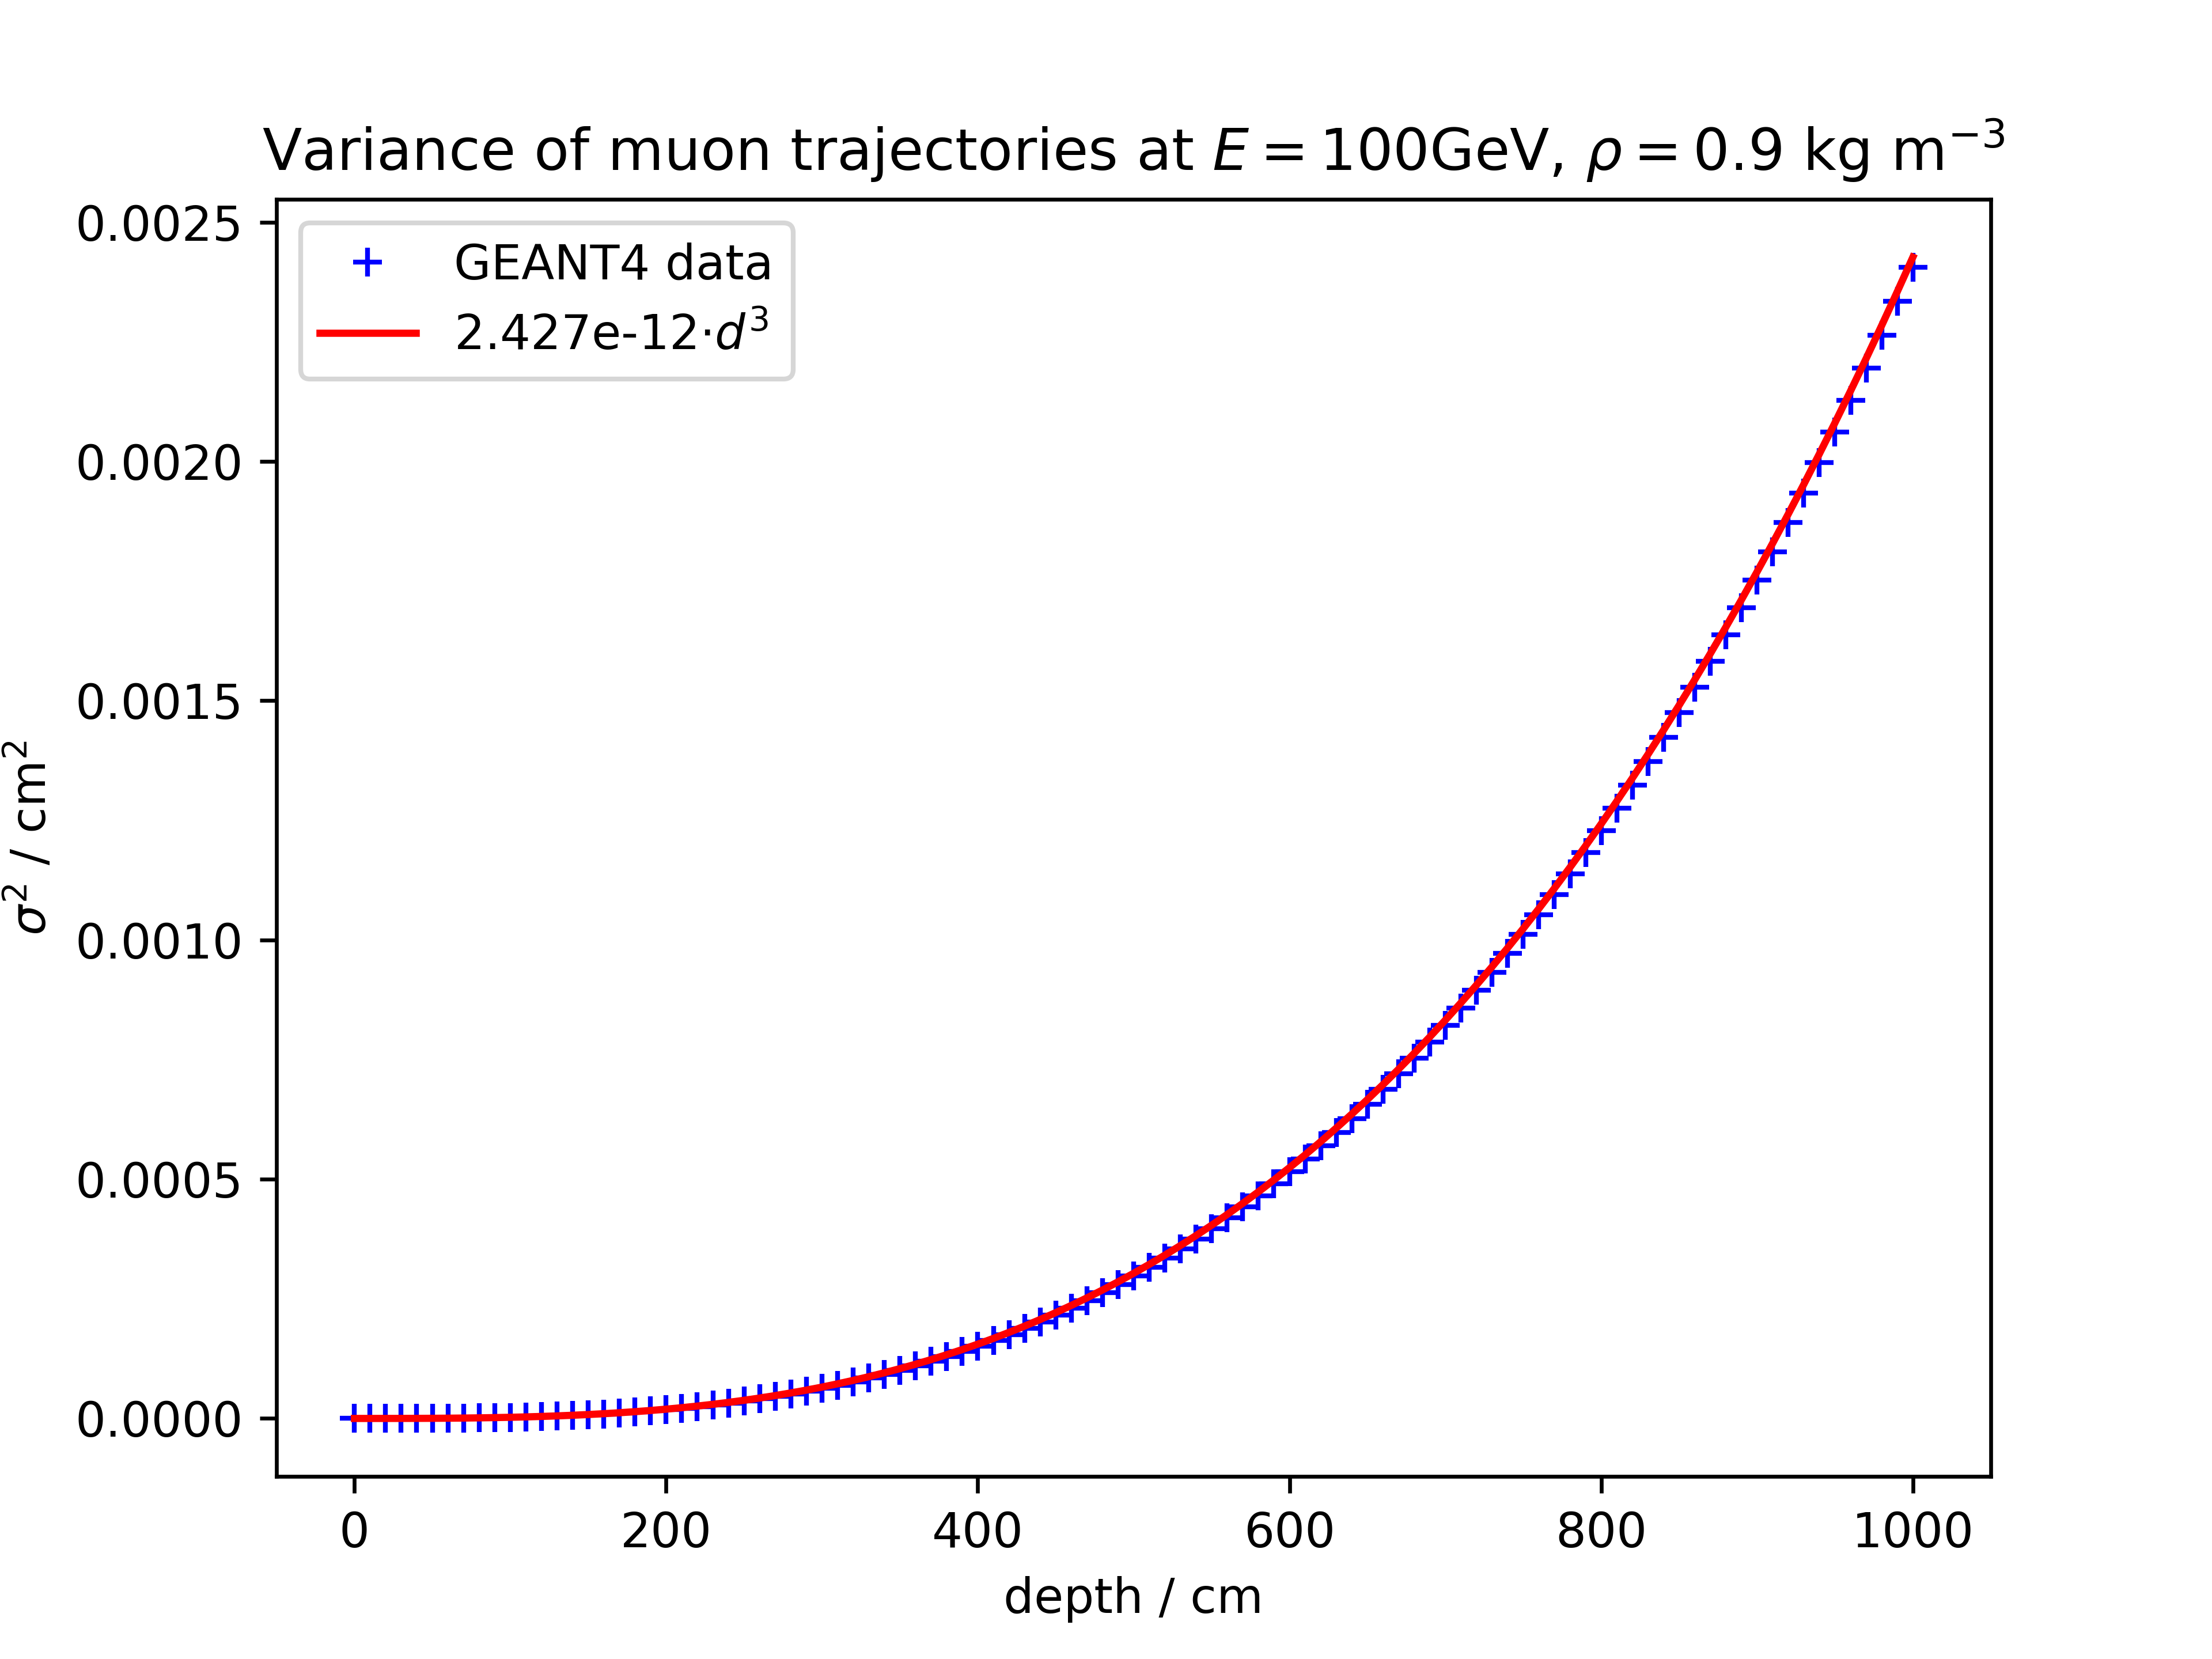 Variance of muon trajectories at E = 100GeV, ρ = 0.9 kg m⁻³
GEANT4 data
2.427e-12·d³
0.0025
0.0020
0.0015
0.0010
0.0005
0.0000
σ² / cm²
0 200 400 600 800 1000
depth / cm